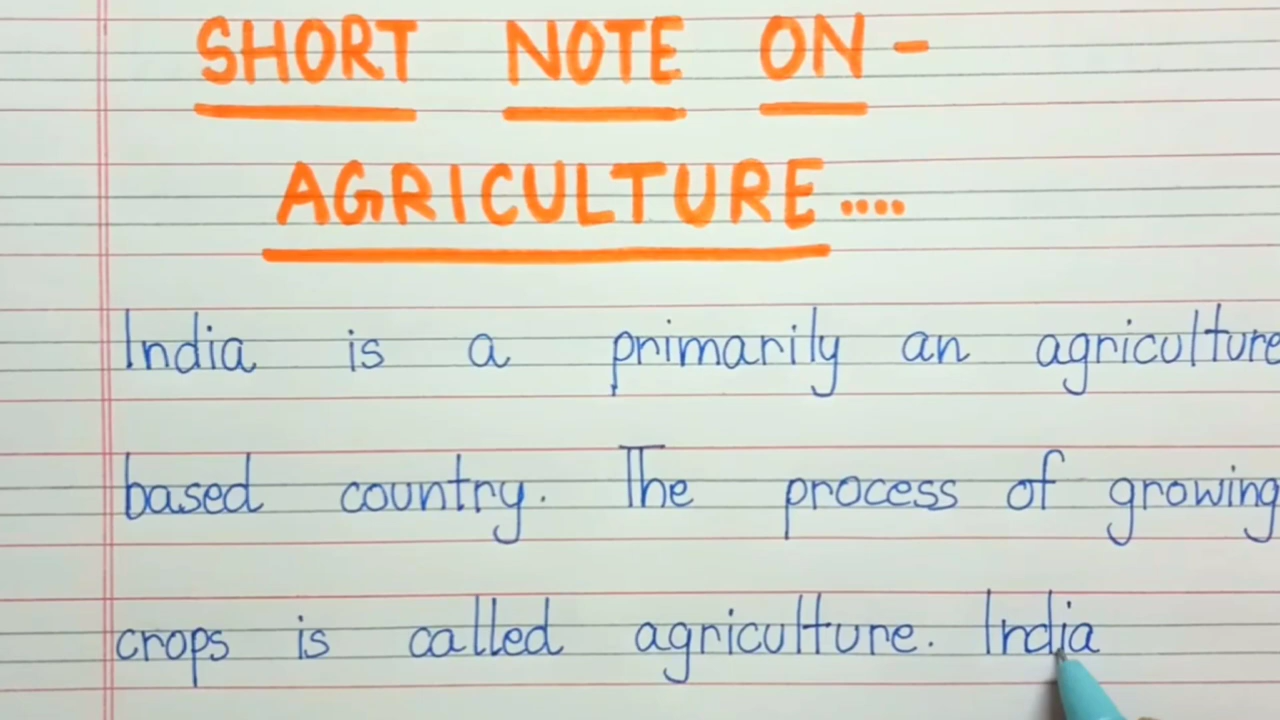 SHORT NOTE ON-
AGRICULTURE....
India is a primarily an agriculture
based country. The process of growing
crops is called agriculture. India